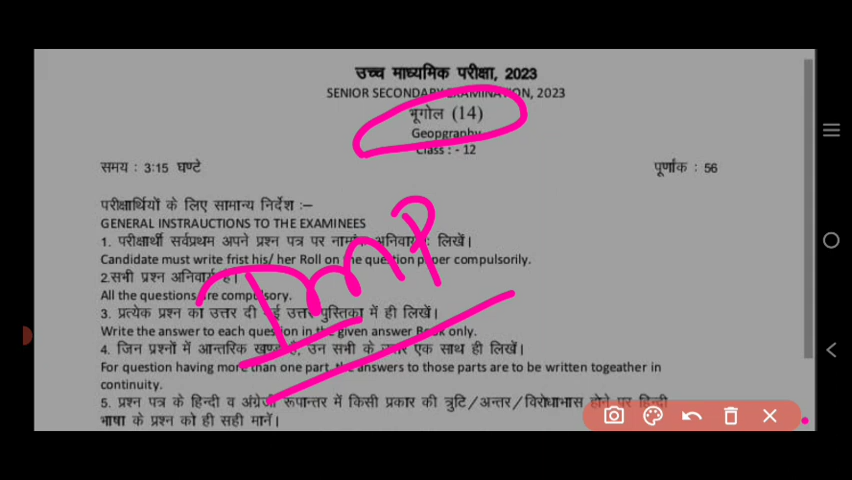 उच्च माध्यमिक परीक्षा, 2023
SENIOR SECONDARY EXAMINATION, 2023
भूगोल (14)
Geopgraphy
Class : - 12
समय : 3:15 घण्टे पूर्णांक : 56
परीक्षार्थियों के लिए सामान्य निर्देश :–
GENERAL INSTRAUCTIONS TO THE EXAMINEES
1. परीक्षार्थी सर्वप्रथम अपने प्रश्न पत्र पर नामांक अनिवार्यतः लिखें।
Candidate must write frist his/ her Roll on the question paper compulsorily.
2.सभी प्रश्न अनिवार्य है।
All the questions are compulsory.
3. प्रत्येक प्रश्न का उत्तर दी गई उत्तर पुस्तिका में ही लिखें।
Write the answer to each question in the given answer Book only.
4. जिन प्रश्नों में आन्तरिक खण्ड है, उन सभी के उत्तर एक साथ ही लिखें।
For question having more than one part, the answers to those parts are to be written togeather in
continuity.
5. प्रश्न पत्र के हिन्दी व अंग्रेजी रूपान्तर में किसी प्रकार की त्रुटि/अन्तर/विरोधाभास होने पर हिन्दी
भाषा के प्रश्न को ही सही मानें।
Imp